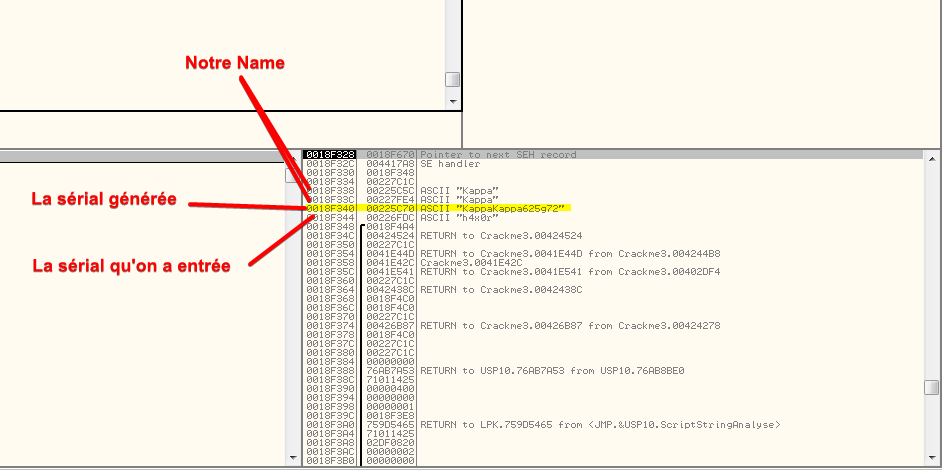 Notre Name
La sérial générée
La sérial qu'on a entrée
0018F328 0018F670 Pointer to next SEH record
0018F32C 004417A8 SE handler
0018F330 0018F348
0018F334 00227C1C
0018F338 00225C5C ASCII "Kappa"
0018F33C 00227FE4 ASCII "Kappa"
0018F340 00225C70 ASCII "KappaKappa625g72"
0018F344 00226FDC ASCII "h4x0r"
0018F348 0018F4A4
0018F34C 00424524 RETURN to Crackme3.00424524
0018F350 00227C1C
0018F354 0041E44D RETURN to Crackme3.0041E44D from Crackme3.004244B8
0018F358 0041E42C Crackme3.0041E42C
0018F35C 0041E541 RETURN to Crackme3.0041E541 from Crackme3.00402DF4
0018F360 00227C1C
0018F364 0042438C RETURN to Crackme3.0042438C
0018F368 0018F4C0
0018F36C 0018F4C0
0018F370 00227C1C
0018F374 00426B87 RETURN to Crackme3.00426B87 from Crackme3.00424278
0018F378 0018F4C0
0018F37C 00227C1C
0018F380 00227C1C
0018F384 00000000
0018F388 76AB7A53 RETURN to USP10.76AB7A53 from USP10.76AB8BE0
0018F38C 71011425
0018F390 00000400
0018F394 00000000
0018F398 00000001
0018F39C 0018F3E8
0018F3A0 759D5465 RETURN to LPK.759D5465 from <JMP.&USP10.ScriptStringAnalyse>
0018F3A4 71011425
0018F3A8 02DF0820
0018F3AC 00000002
0018F3B0 00000000